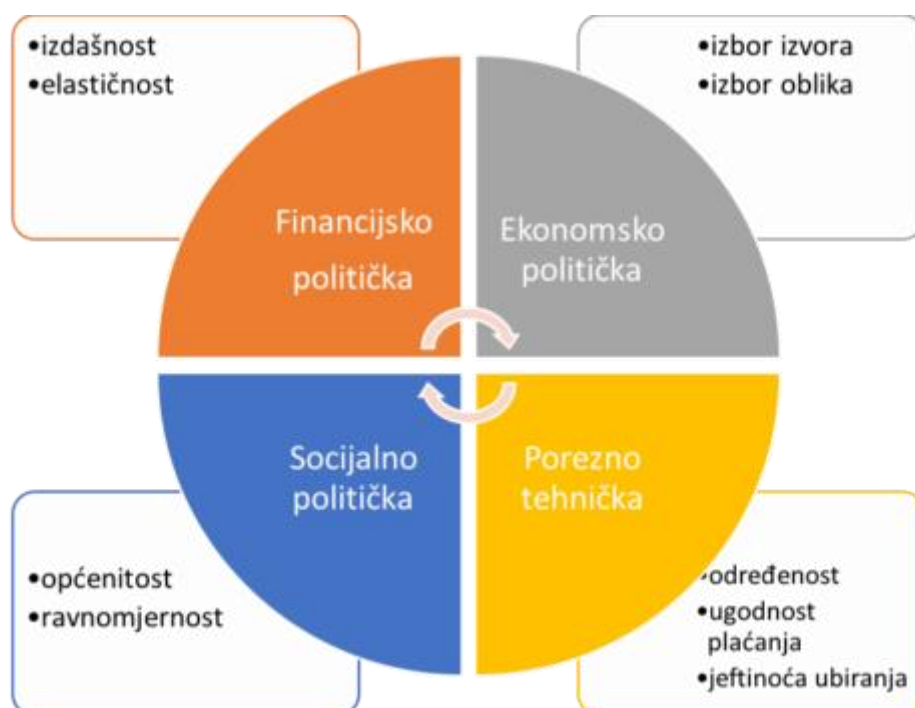 •izdašnost
•elastičnost
•izbor izvora
•izbor oblika
Financijsko
politička
Ekonomsko
politička
Socijalno
politička
Porezno
tehnička
•općenitost
•ravnomjernost
•određenost
•ugodnost
plaćanja
•jeftinoća ubiranja